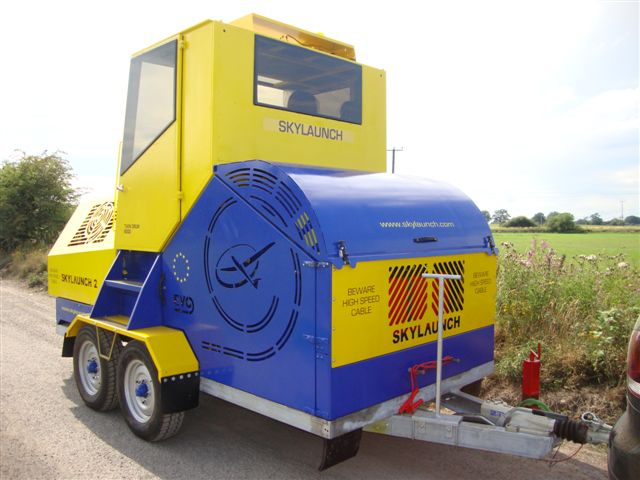 SKYLAUNCH
www.skylaunch.com
SKYLAUNCH 2
EVO
BEWARE
HIGH SPEED
CABLE
SKYLAUNCH
BEWARE
HIGH SPEED
CABLE